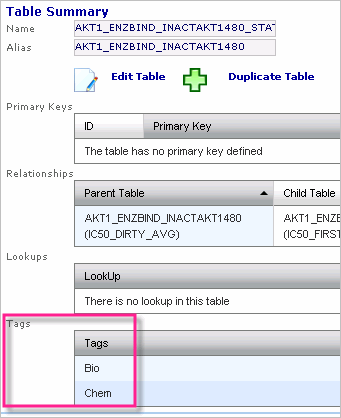 Table Summary
Name AKT1_ENZBIND_INACTAKT1480_STAT
Alias AKT1_ENZBIND_INACTAKT1480
Edit Table Duplicate Table
Primary Keys
ID Primary Key
The table has no primary key defined
Relationships
Parent Table Child Table
AKT1_ENZBIND_INACTAKT1480 AKT1_ENZB
(IC50_DIRTY_AVG) (IC50_FIRST
Lookups
LookUp
There is no lookup in this table
Tags
Tags
Bio
Chem